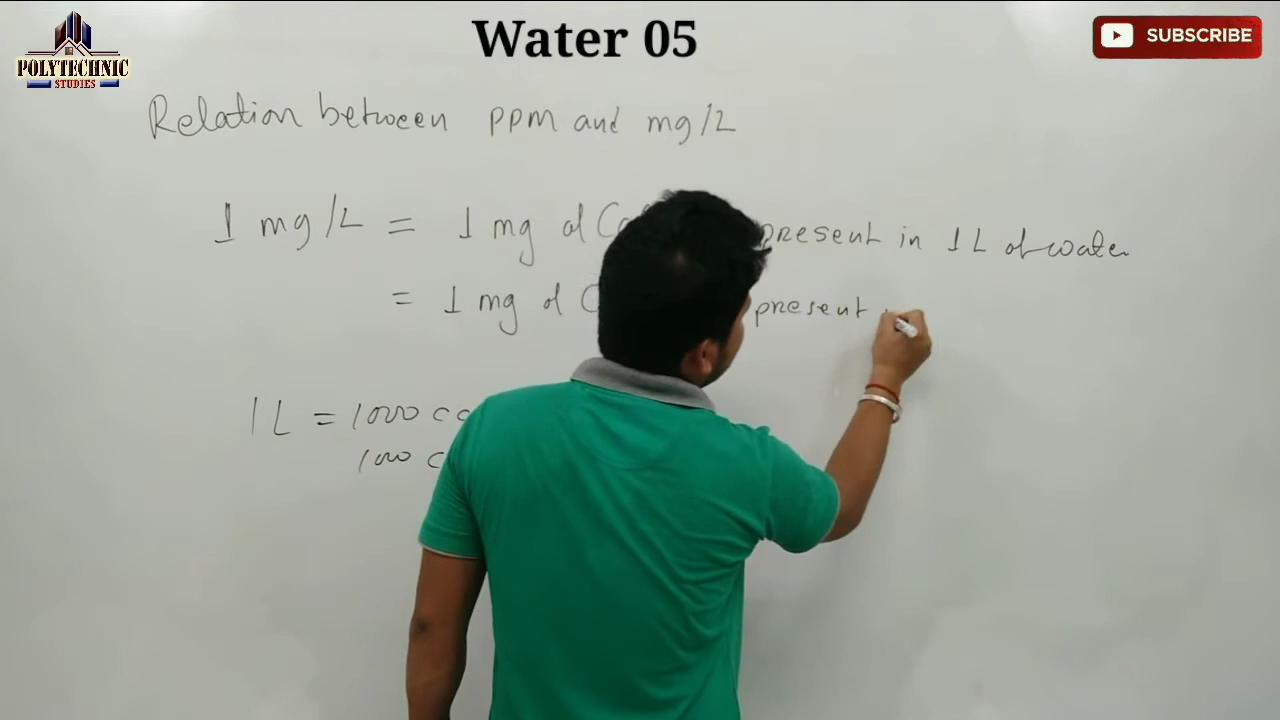 Water 05
POLYTECHNIC
STUDIES
SUBSCRIBE
Relation between ppm and mg/L
1 mg/L = 1 mg of present in 1 L of water
= 1 mg of present
1 L = 1000 cc
1000